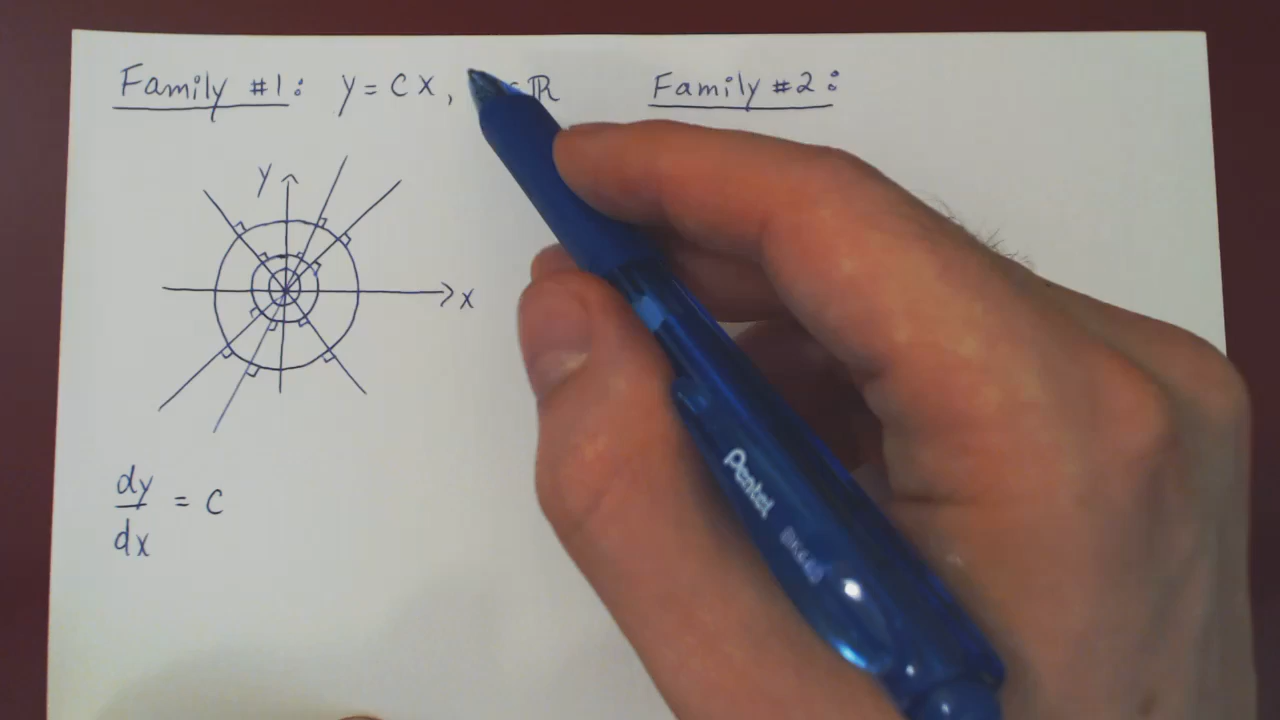 Family #1: y = cx, ∈ ℝ
Family #2:
y
x
dy/dx = c
Pentel